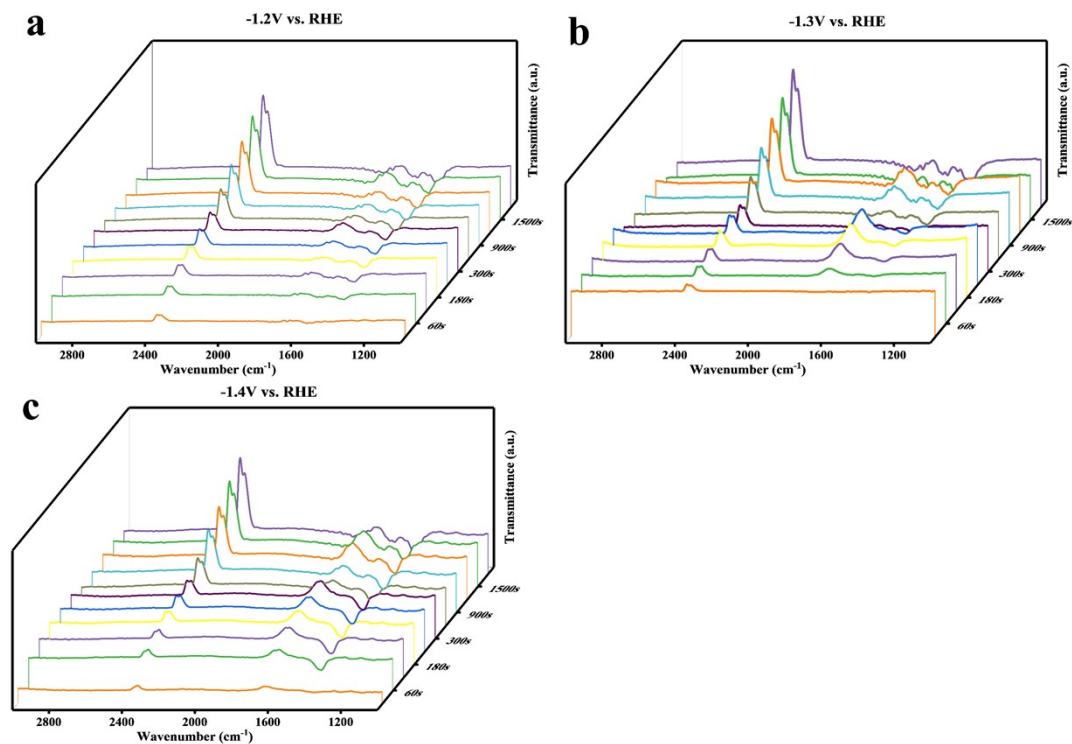 a
-1.2V vs. RHE
Transmittance (a.u.)
1500s
900s
300s
180s
60s
2800 2400 2000 1600 1200
Wavenumber (cm-1)
b
-1.3V vs. RHE
Transmittance (a.u.)
1500s
900s
300s
180s
60s
2800 2400 2000 1600 1200
Wavenumber (cm-1)
c
-1.4V vs. RHE
Transmittance (a.u.)
1500s
900s
300s
180s
60s
2800 2400 2000 1600 1200
Wavenumber (cm-1)